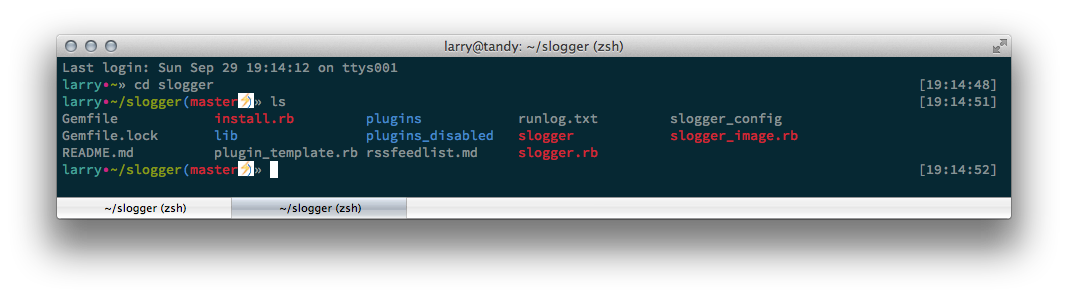 larry@tandy: ~/slogger (zsh)
Last login: Sun Sep 29 19:14:12 on ttys001
larry•~» cd slogger [19:14:48]
larry•~/slogger(master⚡)» ls [19:14:51]
Gemfile install.rb plugins runlog.txt slogger_config
Gemfile.lock lib plugins_disabled slogger slogger_image.rb
README.md plugin_template.rb rssfeedlist.md slogger.rb
larry•~/slogger(master⚡)» [19:14:52]
~/slogger (zsh) ~/slogger (zsh)